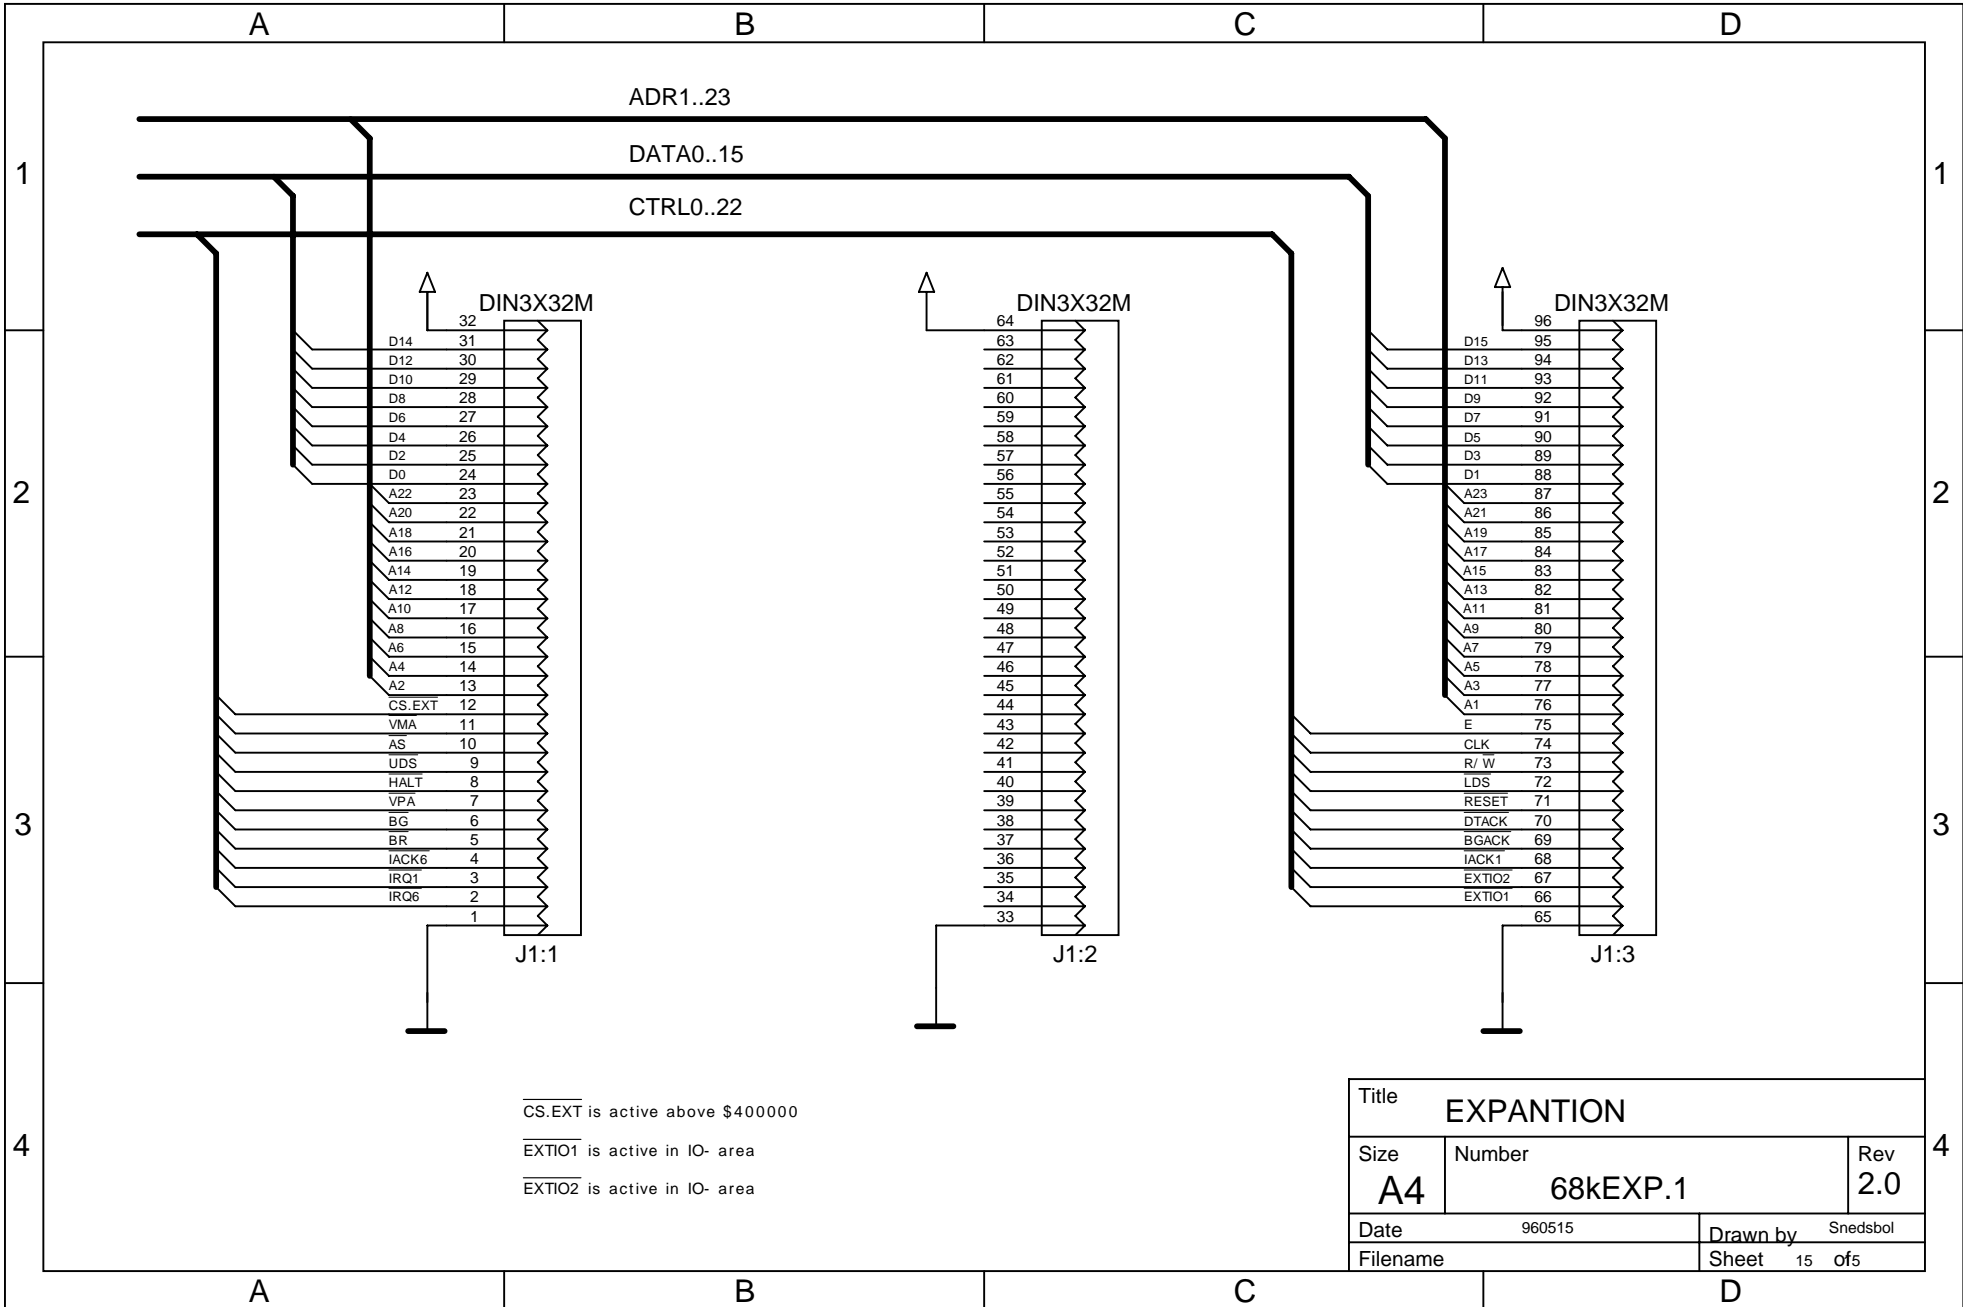 A B C D
1 1
2 2
3 3
4 4
ADR1..23
DATA0..15
CTRL0..22
DIN3X32M
32
D14 31
D12 30
D10 29
D8 28
D6 27
D4 26
D2 25
D0 24
A22 23
A20 22
A18 21
A16 20
A14 19
A12 18
A10 17
A8 16
A6 15
A4 14
A2 13
CS.EXT 12
VMA 11
AS 10
UDS 9
HALT 8
VPA 7
BG 6
BR 5
IACK6 4
IRQ1 3
IRQ6 2
1
J1:1
DIN3X32M
64
63
62
61
60
59
58
57
56
55
54
53
52
51
50
49
48
47
46
45
44
43
42
41
40
39
38
37
36
35
34
33
J1:2
DIN3X32M
96
D15 95
D13 94
D11 93
D9 92
D7 91
D5 90
D3 89
D1 88
A23 87
A21 86
A19 85
A17 84
A15 83
A13 82
A11 81
A9 80
A7 79
A5 78
A3 77
A1 76
E 75
CLK 74
R/ W 73
LDS 72
RESET 71
DTACK 70
BGACK 69
IACK1 68
EXTIO2 67
EXTIO1 66
65
J1:3
CS.EXT is active above $400000
EXTIO1 is active in IO- area
EXTIO2 is active in IO- area
Title EXPANTION
Size A4 Number 68kEXP.1 Rev 2.0
Date 960515 Drawn by Snedsbol
Filename Sheet 15 of5
A B C D